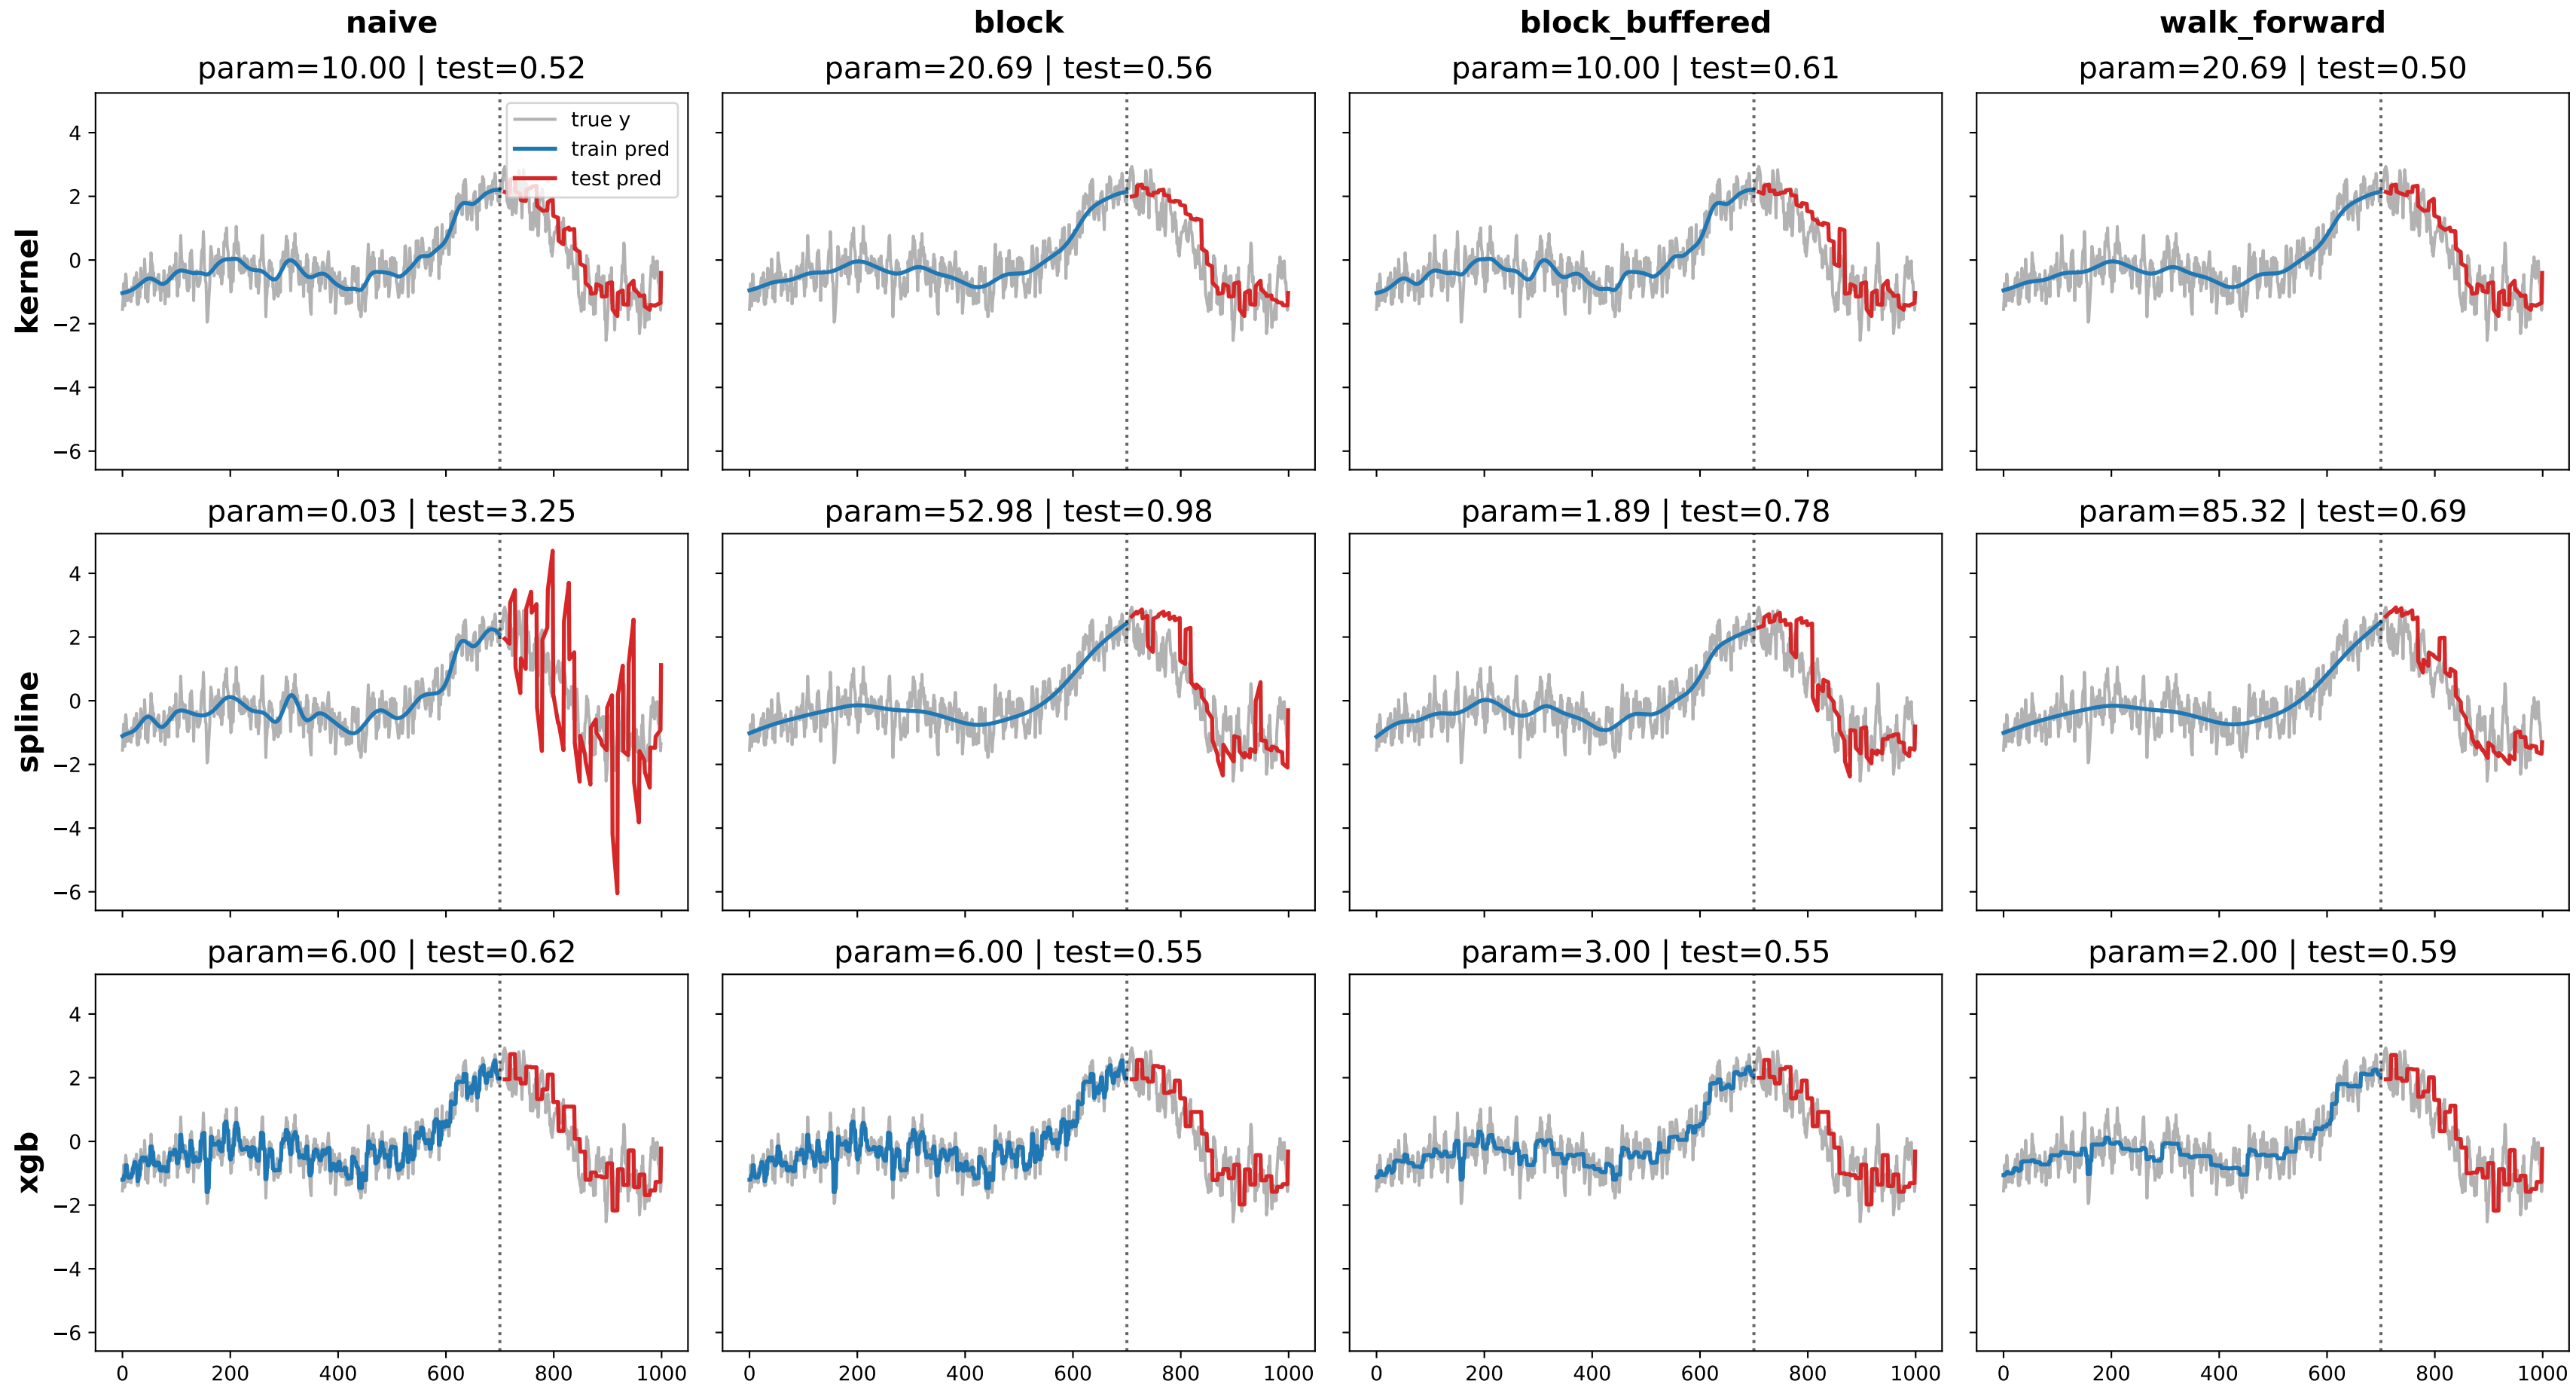 naive block block_buffered walk_forward
param=10.00 | test=0.52 param=20.69 | test=0.56 param=10.00 | test=0.61 param=20.69 | test=0.50
true y
train pred
test pred
kernel
4
2
0
−2
−4
−6
param=0.03 | test=3.25 param=52.98 | test=0.98 param=1.89 | test=0.78 param=85.32 | test=0.69
spline
4
2
0
−2
−4
−6
param=6.00 | test=0.62 param=6.00 | test=0.55 param=3.00 | test=0.55 param=2.00 | test=0.59
xgb
4
2
0
−2
−4
−6
0 200 400 600 800 1000 0 200 400 600 800 1000 0 200 400 600 800 1000 0 200 400 600 800 1000